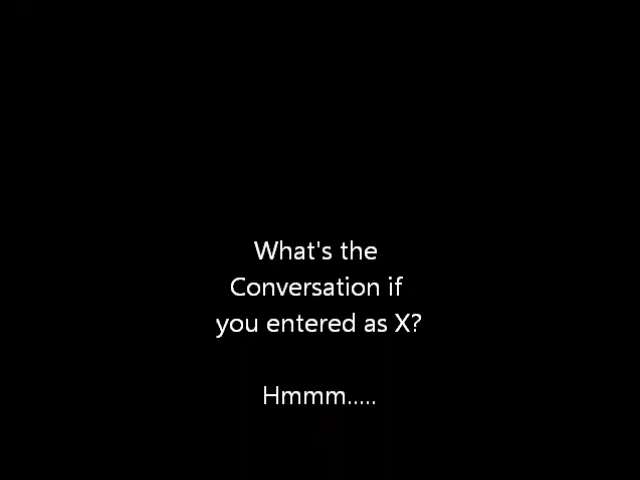 What's the
Conversation if
you entered as X?
Hmmm.....